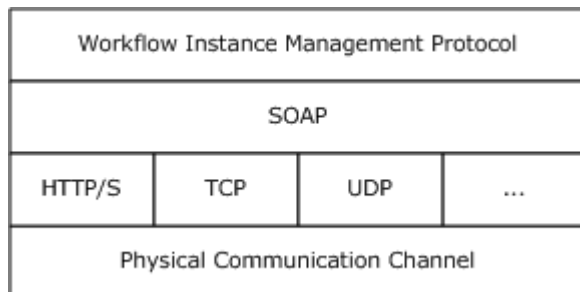 Workflow Instance Management Protocol
SOAP
HTTP/S TCP UDP ...
Physical Communication Channel